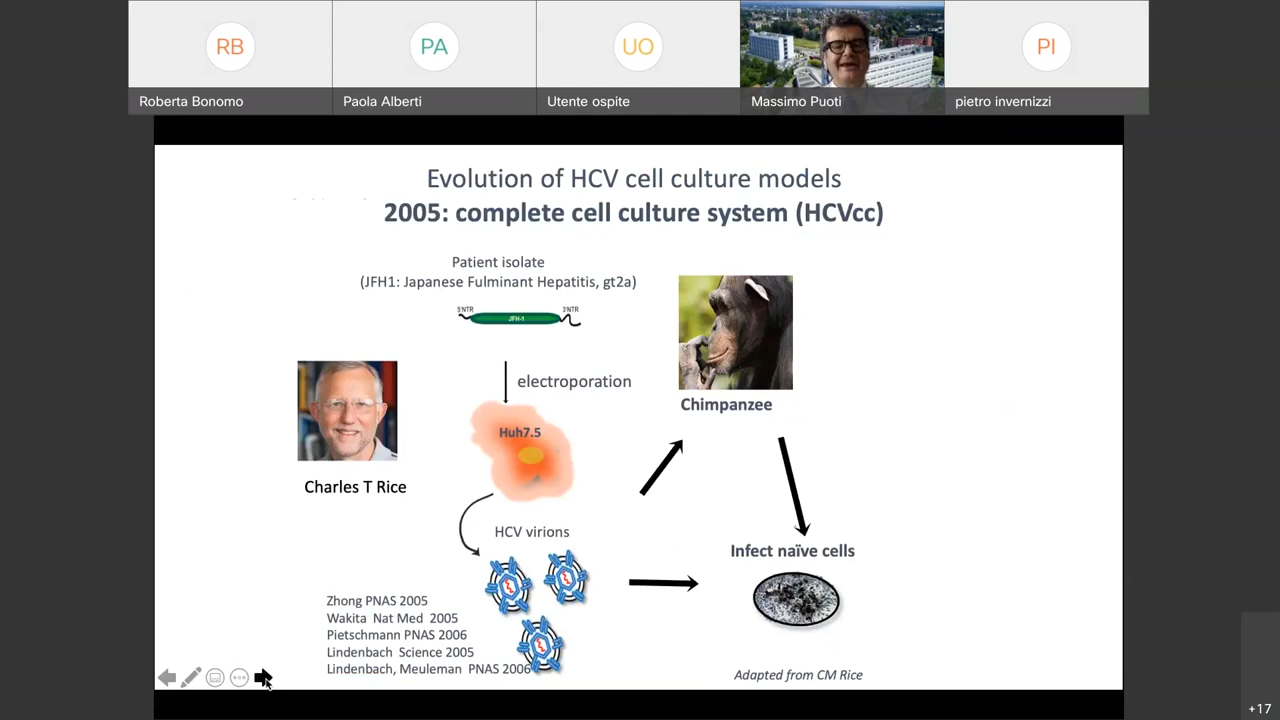 RB
PA
UO
PI
Roberta Bonomo
Paola Alberti
Utente ospite
Massimo Puoti
pietro invernizzi
Evolution of HCV cell culture models
2005: complete cell culture system (HCVcc)
Patient isolate
(JFH1: Japanese Fulminant Hepatitis, gt2a)
5'NTR
3'NTR
JFH-1
electroporation
Huh7.5
Charles T Rice
Chimpanzee
HCV virions
Infect naïve cells
Zhong PNAS 2005
Wakita Nat Med 2005
Pietschmann PNAS 2006
Lindenbach Science 2005
Lindenbach, Meuleman PNAS 2006
Adapted from CM Rice
+17